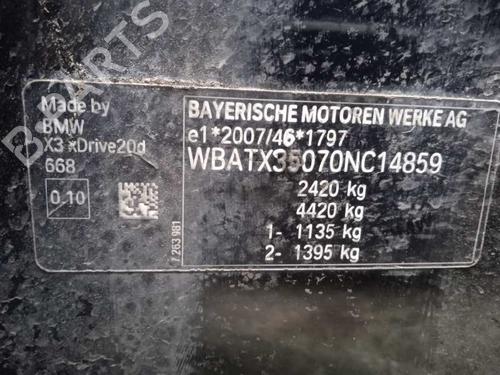 Made by
BMW
X3 xDrive20d
668
0.10
7 263 981
BAYERISCHE MOTOREN WERKE AG
e1*2007/46*1797
WBATX35070NC14859
2420 kg
4420 kg
1- 1135 kg
2- 1395 kg
B-PARTS